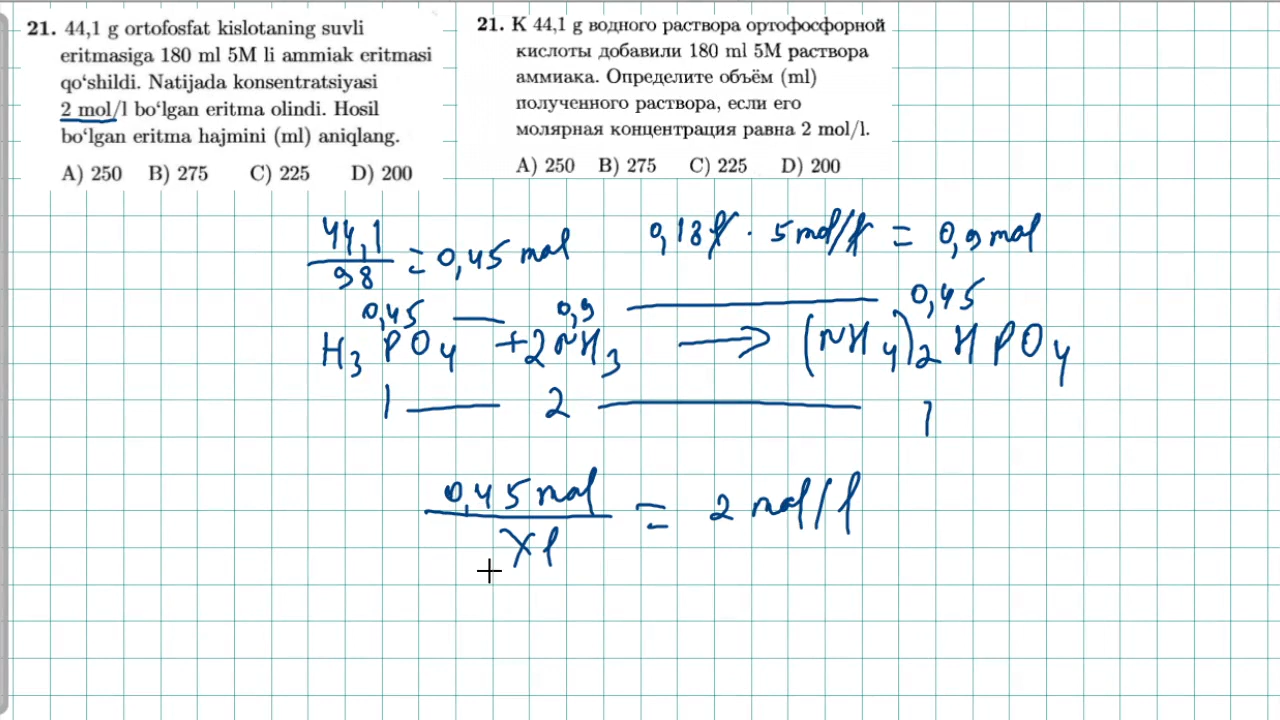 21. 44,1 g ortofosfat kislotaning suvli
eritmasiga 180 ml 5M li ammiak eritmasi
qo‘shildi. Natijada konsentratsiyasi
2 mol/l bo‘lgan eritma olindi. Hosil
bo‘lgan eritma hajmini (ml) aniqlang.
A) 250 B) 275 C) 225 D) 200
21. К 44,1 g водного раствора ортофосфорной
кислоты добавили 180 ml 5M раствора
аммиака. Определите объём (ml)
полученного раствора, если его
молярная концентрация равна 2 mol/l.
A) 250 B) 275 C) 225 D) 200
44,1 / 98 = 0,45 mol 0,18 l · 5 mol/l = 0,9 mol
0,45 — 0,9 — 0,45
H₃PO₄ + 2NH₃ → (NH₄)₂HPO₄
1 — 2 — 1
0,45 mol / X l = 2 mol/l